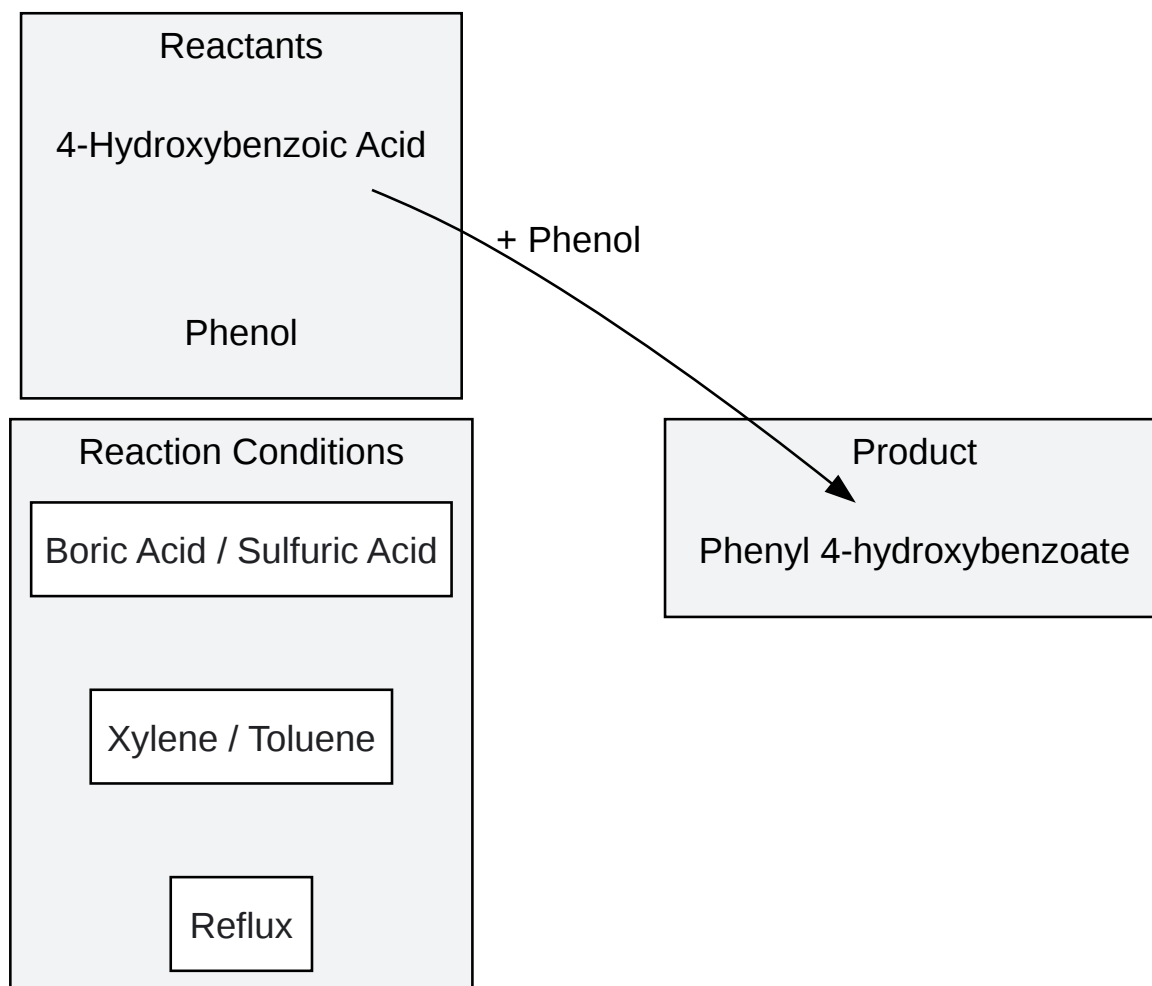 Reactants
4-Hydroxybenzoic Acid
+ Phenol
Phenol
Reaction Conditions
Boric Acid / Sulfuric Acid
Xylene / Toluene
Reflux
Product
Phenyl 4-hydroxybenzoate